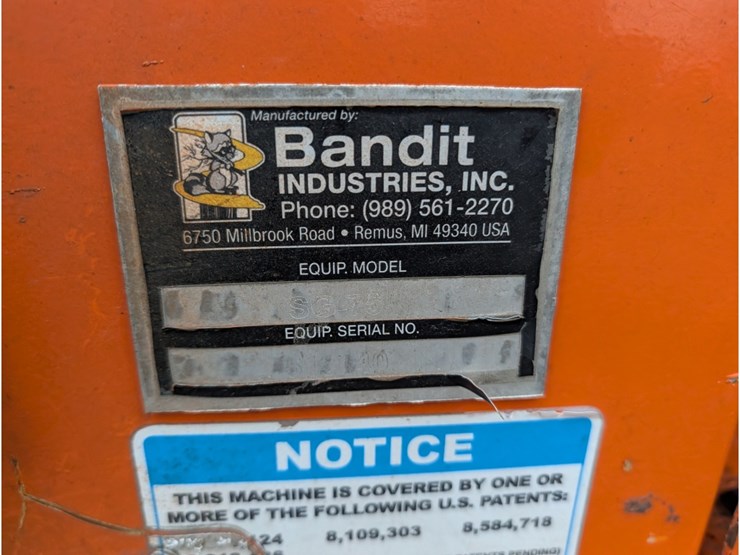 Manufactured by:
Bandit
INDUSTRIES, INC.
Phone: (989) 561-2270
6750 Millbrook Road • Remus, MI 49340 USA
EQUIP. MODEL
EQUIP. SERIAL NO.
NOTICE
THIS MACHINE IS COVERED BY ONE OR
MORE OF THE FOLLOWING U.S. PATENTS:
8,109,303 8,584,718